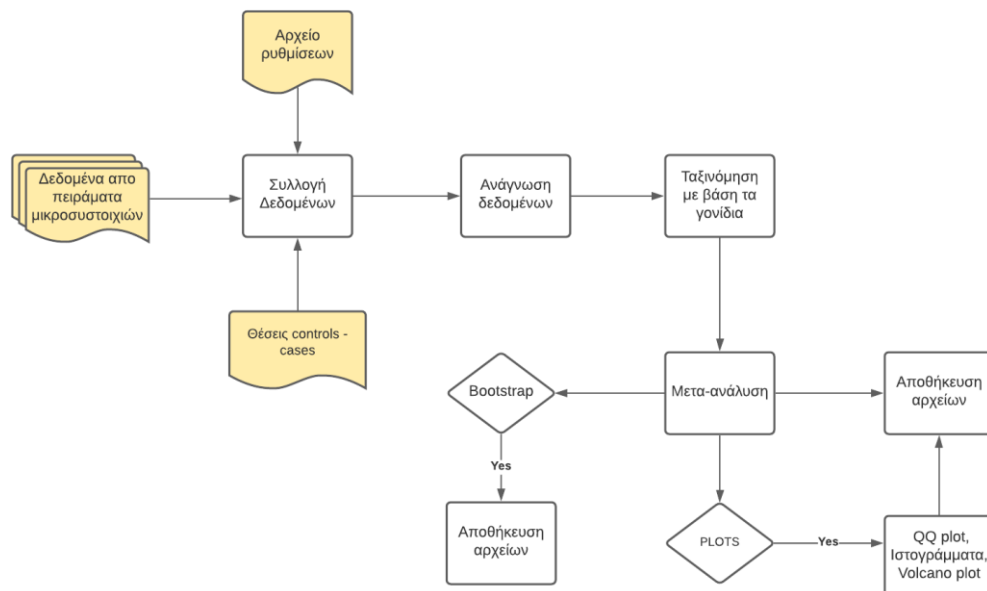 Αρχείο
ρυθμίσεων
Δεδομένα απο
πειράματα
μικροσυστοιχιών
Συλλογή
Δεδομένων
Ανάγνωση
δεδομένων
Ταξινόμηση
με βάση τα
γονίδια
Θέσεις controls -
cases
Bootstrap
Μετα-ανάλυση
Αποθήκευση
αρχείων
Yes
Αποθήκευση
αρχείων
PLOTS
Yes
QQ plot,
Ιστογράμματα,
Volcano plot